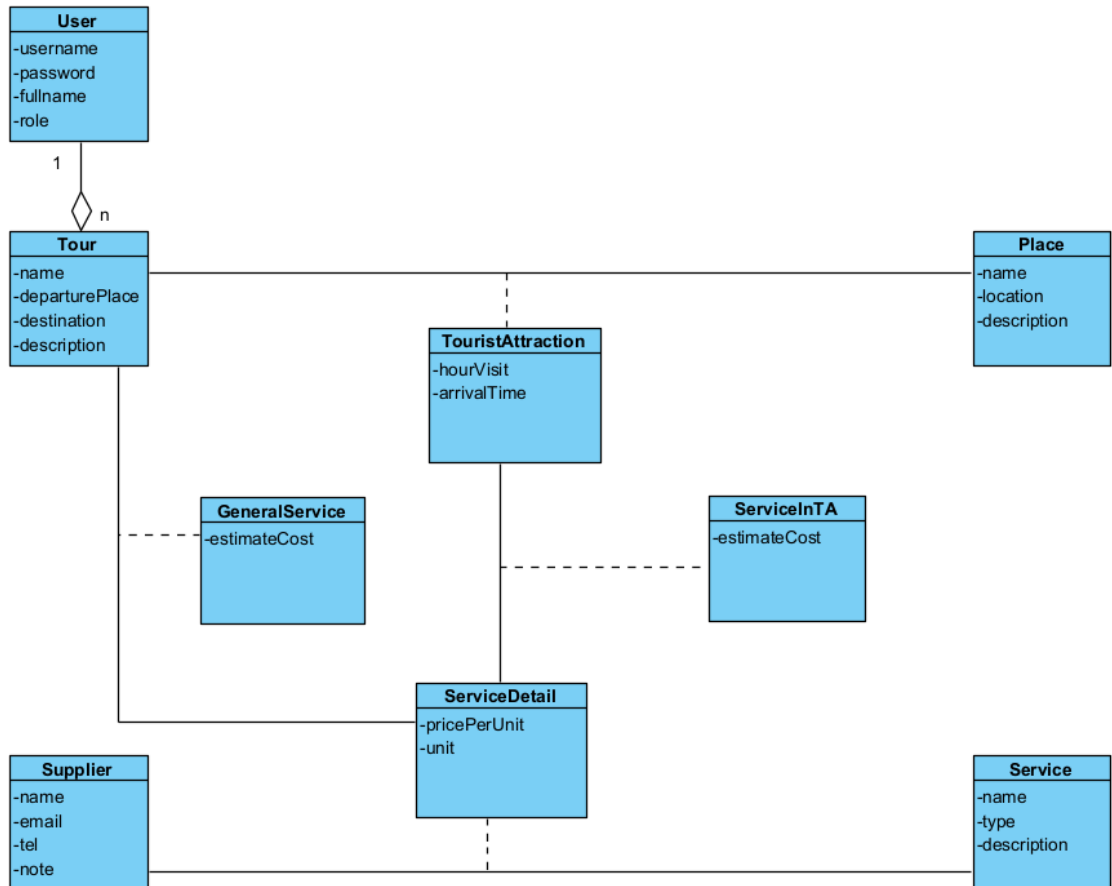 User
-username
-password
-fullname
-role
1
n
Tour
-name
-departurePlace
-destination
-description
Place
-name
-location
-description
TouristAttraction
-hourVisit
-arrivalTime
GeneralService
-estimateCost
ServiceInTA
-estimateCost
ServiceDetail
-pricePerUnit
-unit
Supplier
-name
-email
-tel
-note
Service
-name
-type
-description